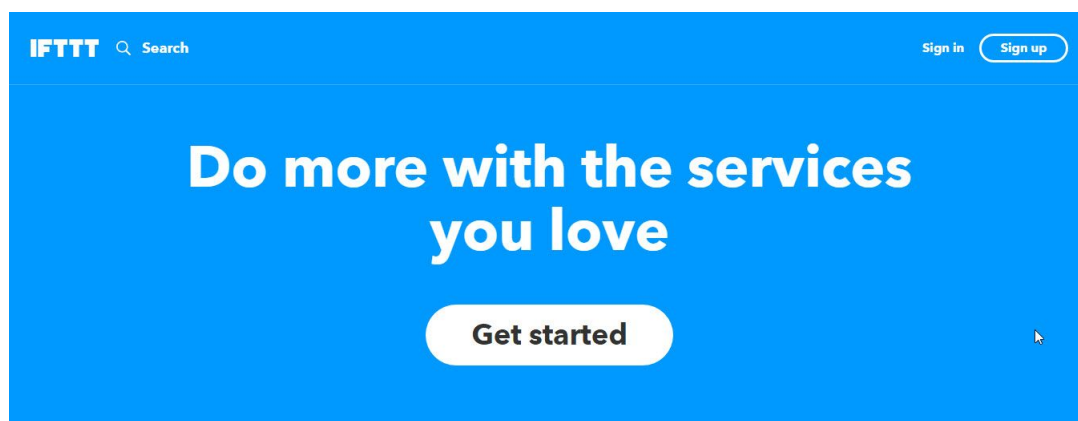 IFTTT Search Sign in Sign up
Do more with the services
you love
Get started